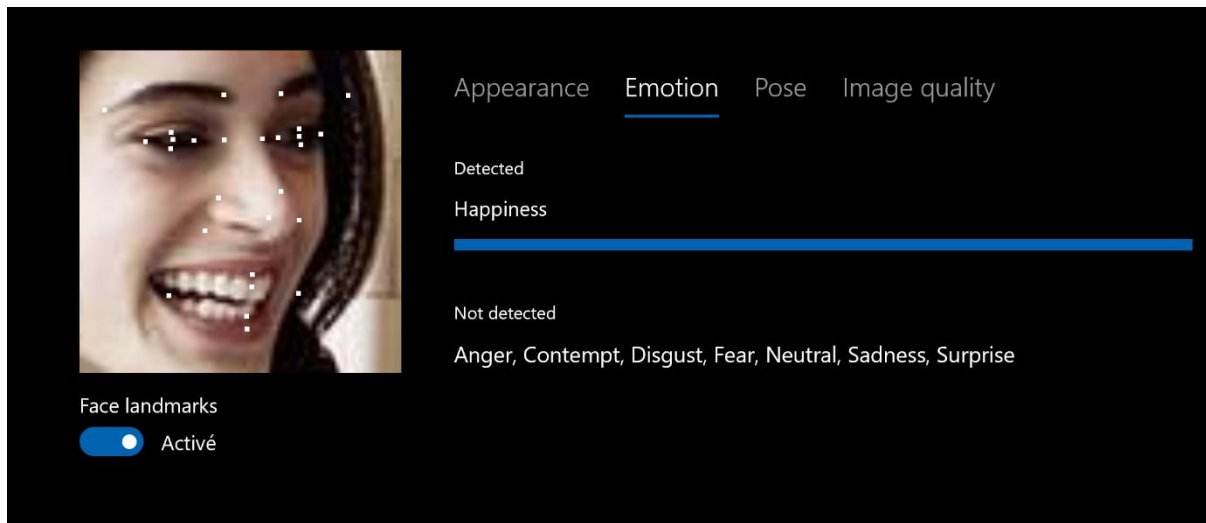 Appearance Emotion Pose Image quality
Detected
Happiness
Not detected
Anger, Contempt, Disgust, Fear, Neutral, Sadness, Surprise
Face landmarks
Activé